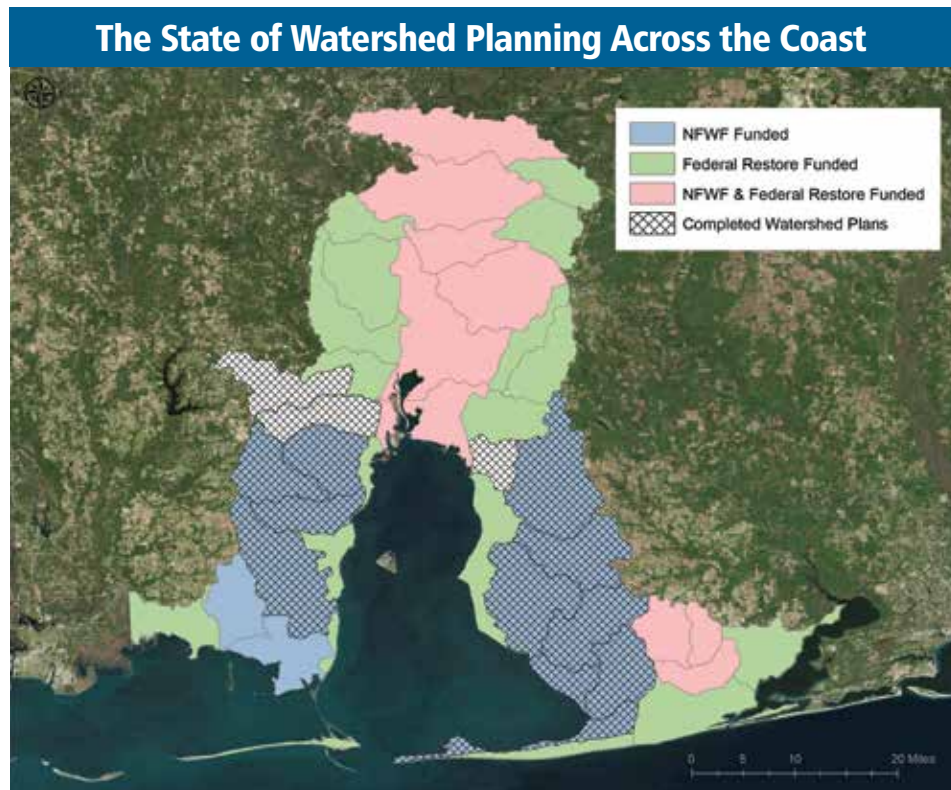 The State of Watershed Planning Across the Coast
NFWF Funded
Federal Restore Funded
NFWF & Federal Restore Funded
Completed Watershed Plans
0 5 10 20 Miles